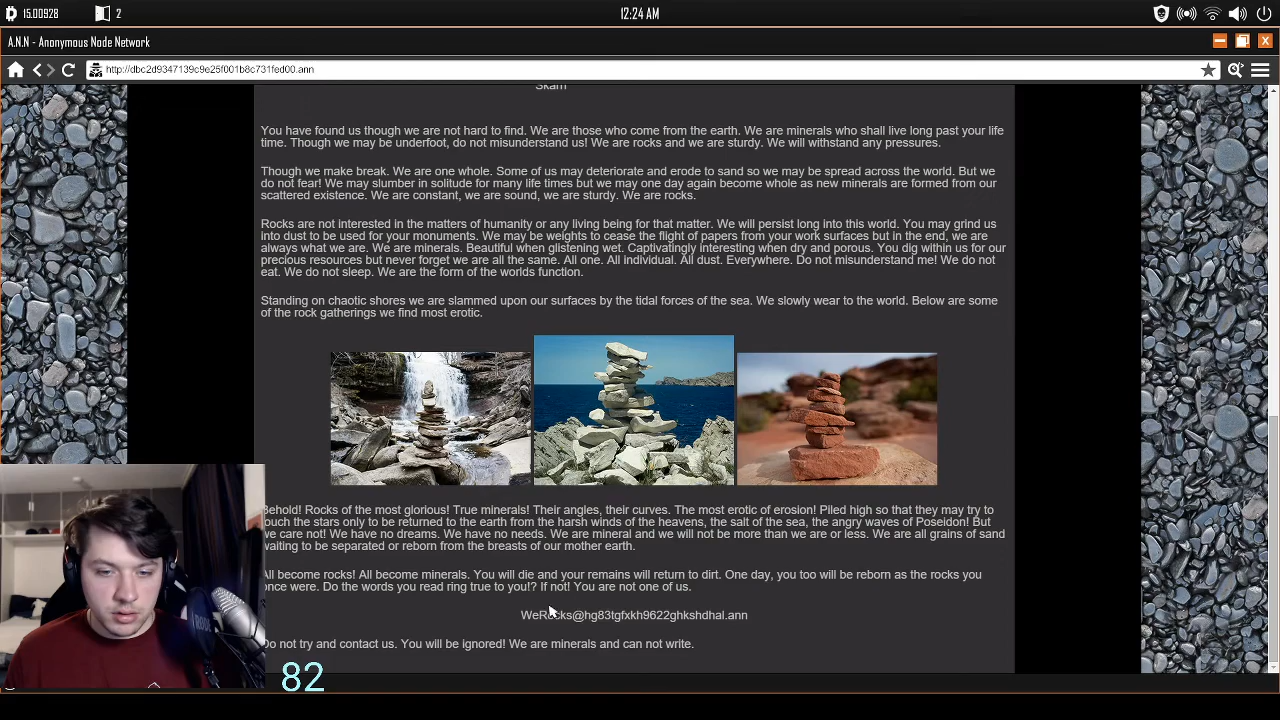 15.00928
2
12:24 AM
A.N.N - Anonymous Node Network
http://dbc2d9347139c9e25f001b8c731fed00.ann
You have found us though we are not hard to find. We are those who come from the earth. We are minerals who shall live long past your life
time. Though we may be underfoot, do not misunderstand us! We are rocks and we are sturdy. We will withstand any pressures.
Though we make break. We are one whole. Some of us may deteriorate and erode to sand so we may be spread across the world. But we
do not fear! We may slumber in solitude for many life times but we may one day again become whole as new minerals are formed from our
scattered existence. We are constant, we are sound, we are sturdy. We are rocks.
Rocks are not interested in the matters of humanity or any living being for that matter. We will persist long into this world. You may grind us
into dust to be used for your monuments. We may be weights to cease the flight of papers from your work surfaces but in the end, we are
always what we are. We are minerals. Beautiful when glistening wet. Captivatingly interesting when dry and porous. You dig within us for our
precious resources but never forget we are all the same. All one. All individual. All dust. Everywhere. Do not misunderstand me! We do not
eat. We do not sleep. We are the form of the worlds function.
Standing on chaotic shores we are slammed upon our surfaces by the tidal forces of the sea. We slowly wear to the world. Below are some
of the rock gatherings we find most erotic.
Behold! Rocks of the most glorious! True minerals! Their angles, their curves. The most erotic of erosion! Piled high so that they may try to
touch the stars only to be returned to the earth from the harsh winds of the heavens, the salt of the sea, the angry waves of Poseidon! But
we care not! We have no dreams. We have no needs. We are mineral and we will not be more than we are or less. We are all grains of sand
waiting to be separated or reborn from the breasts of our mother earth.
All become rocks! All become minerals. You will die and your remains will return to dirt. One day, you too will be reborn as the rocks you
once were. Do the words you read ring true to you!? If not! You are not one of us.
WeRocks@hg83tgfxkh9622ghkshdhal.ann
Do not try and contact us. You will be ignored! We are minerals and can not write.
82